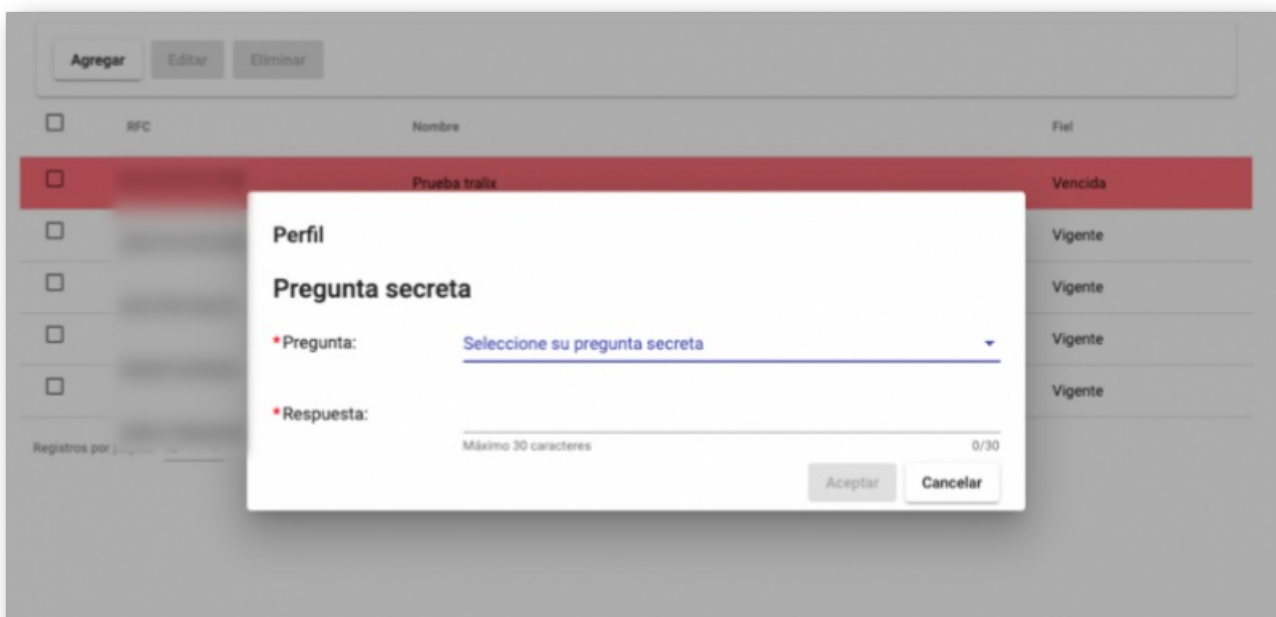 Agregar Editar Eliminar
RFC Nombre Fiel
Prueba tralix Vencida
Perfil
Vigente
Pregunta secreta
Vigente
*Pregunta: Seleccione su pregunta secreta
Vigente
Vigente
*Respuesta:
Máximo 30 caracteres 0/30
Registros por
Aceptar Cancelar